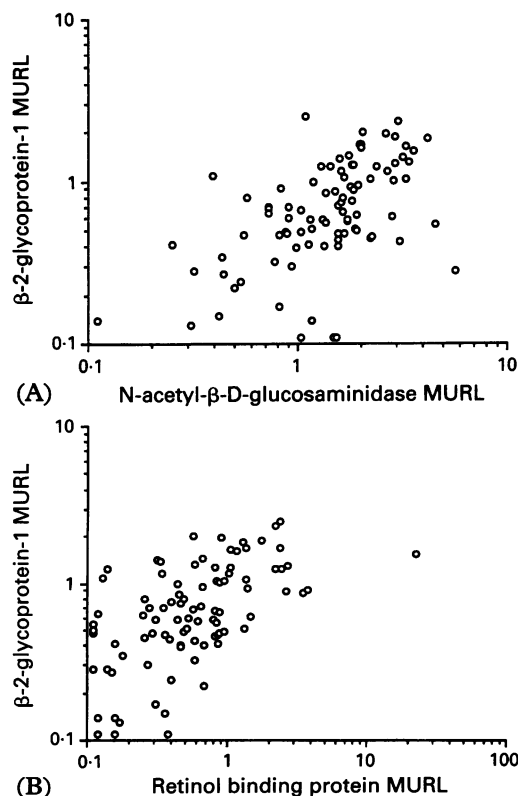 10
β-2-glycoprotein-1 MURL
1
0·1
0·1
1
10
(A)
N-acetyl-β-D-glucosaminidase MURL
10
β-2-glycoprotein-1 MURL
1
0·1
0·1
1
10
100
(B)
Retinol binding protein MURL